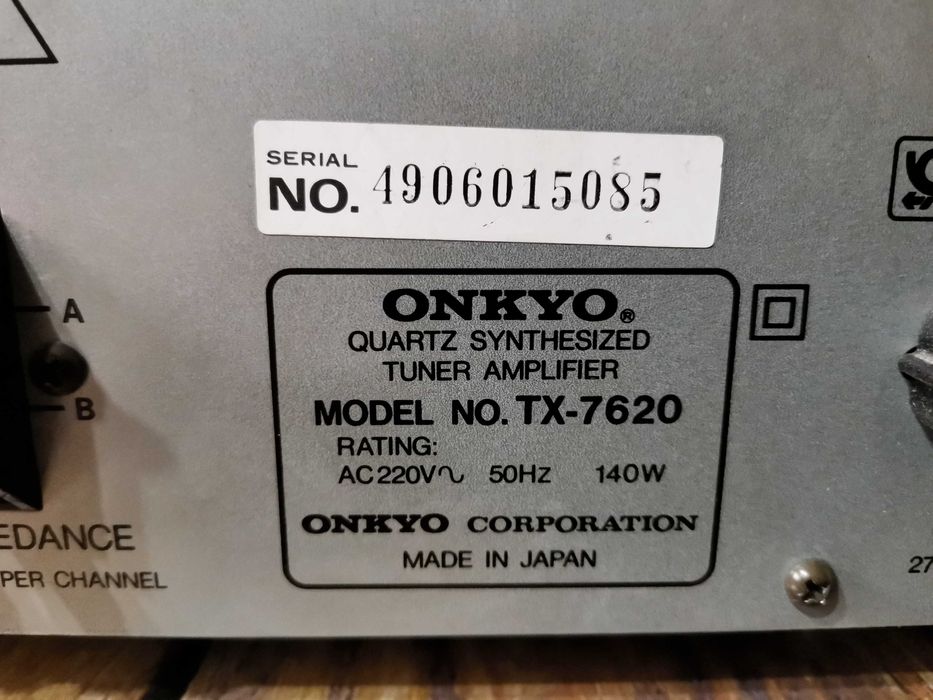 SERIAL
NO. 4906015085
ONKYO®
QUARTZ SYNTHESIZED
TUNER AMPLIFIER
MODEL NO. TX-7620
RATING:
AC 220V∿ 50Hz 140W
ONKYO CORPORATION
MADE IN JAPAN
A
B
EDANCE
PER CHANNEL
27